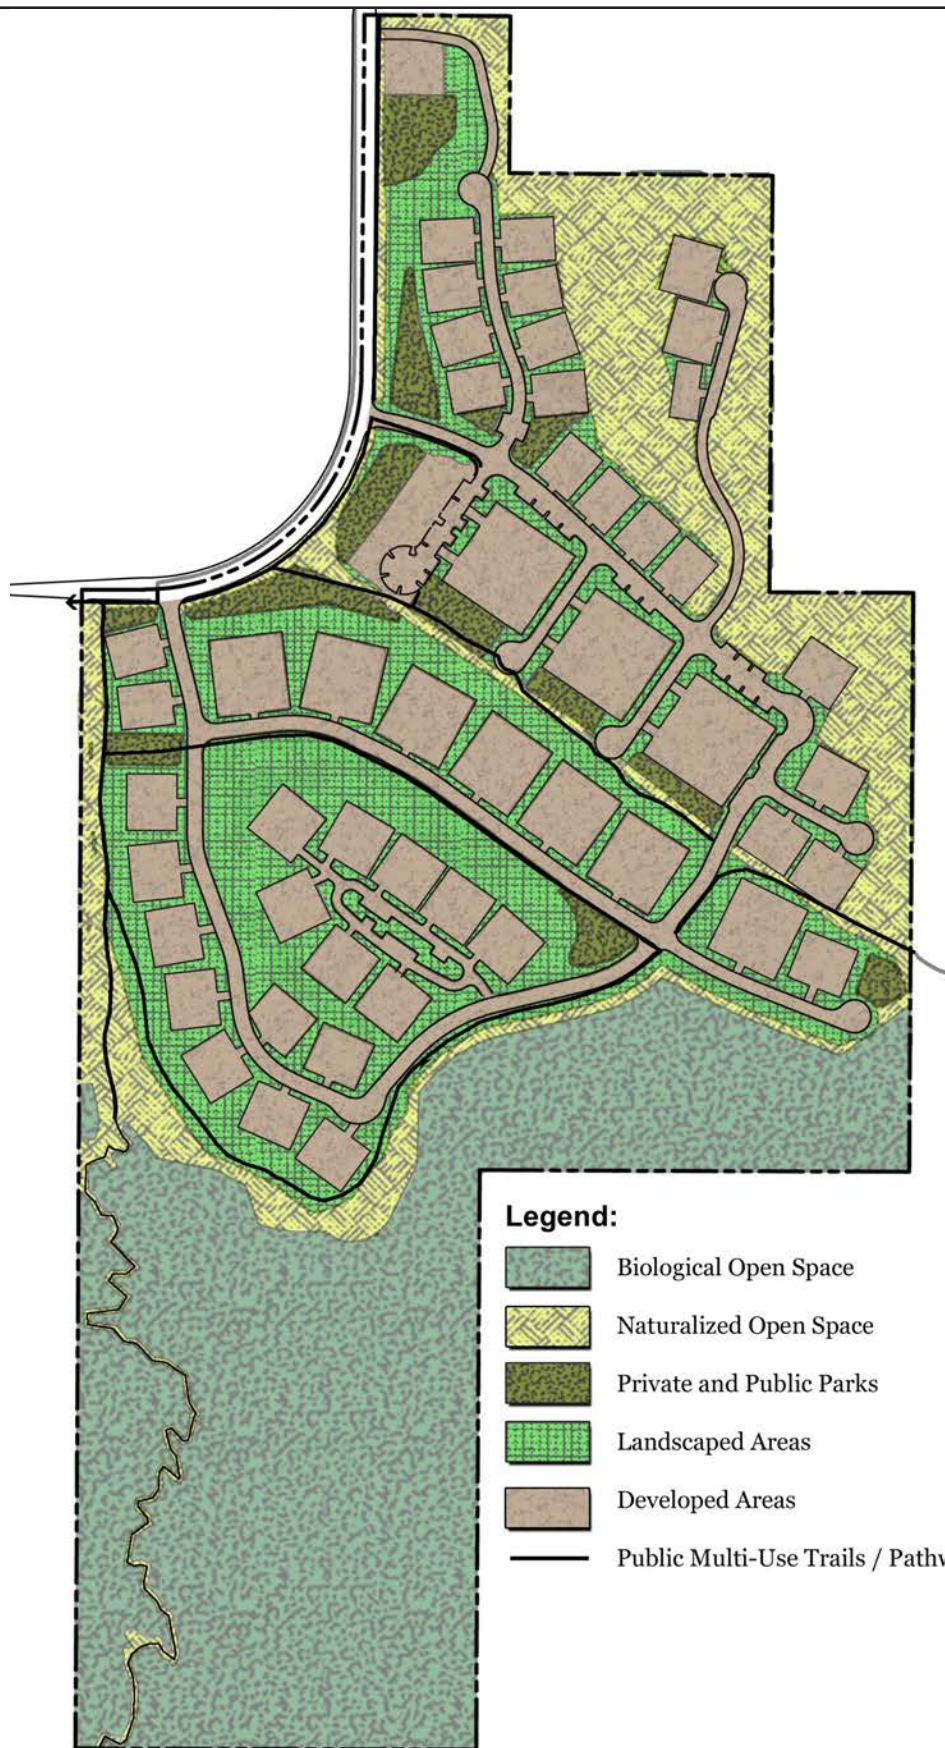 Legend:
Biological Open Space
Naturalized Open Space
Private and Public Parks
Landscaped Areas
Developed Areas
Public Multi-Use Trails /